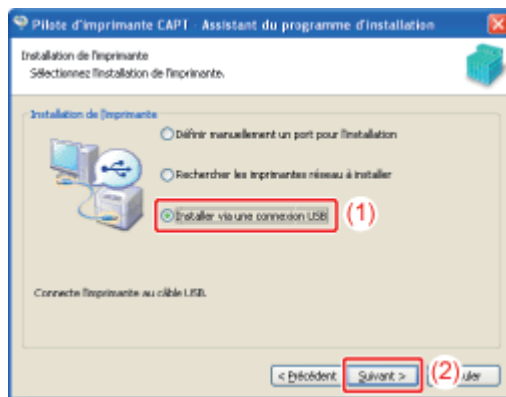 Pilote d'imprimante CAPT - Assistant du programme d'installation
Installation de l'imprimante
Sélectionnez l'installation de l'imprimante.
Installation de l'imprimante
Définir manuellement un port pour l'installation
Rechercher les imprimantes réseau à installer
Installer via une connexion USB (1)
Connecte l'imprimante au câble USB.
< Précédent Suivant > (2) uler